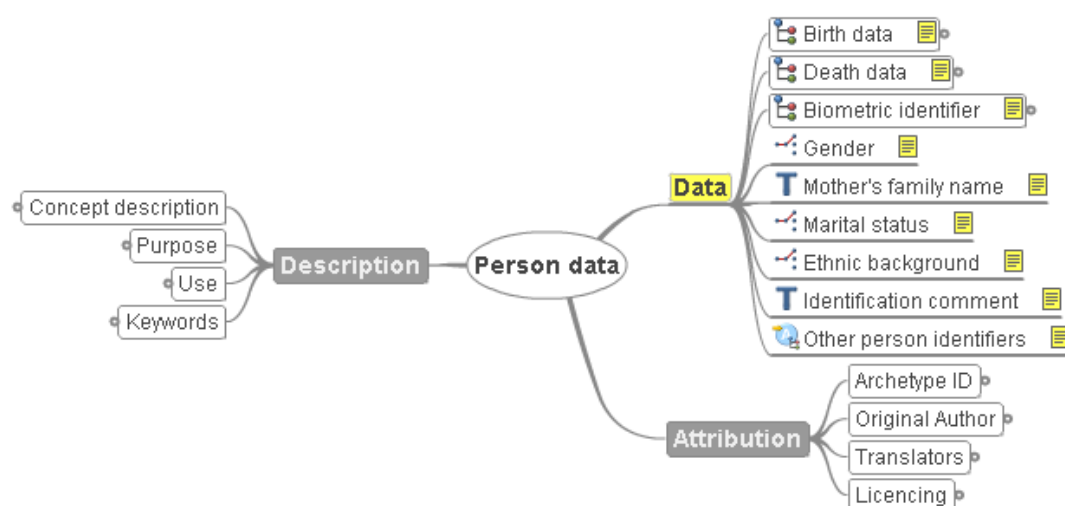 Birth data
Death data
Biometric identifier
Gender
Data
T Mother's family name
Concept description
Marital status
Purpose
Description
Person data
Ethnic background
Use
T Identification comment
Keywords
Other person identifiers
Archetype ID
Original Author
Attribution
Translators
Licencing